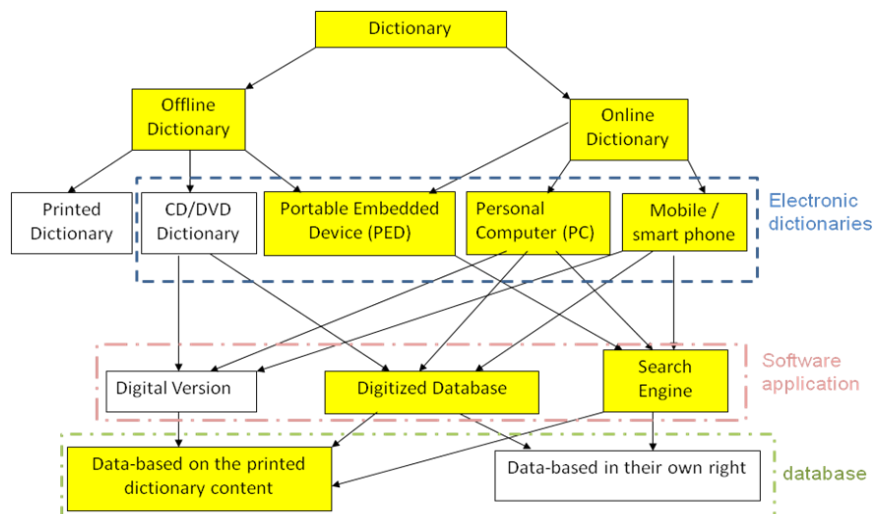 Dictionary
Offline
Dictionary
Online
Dictionary
Printed
Dictionary
CD/DVD
Dictionary
Portable Embedded
Device (PED)
Personal
Computer (PC)
Mobile /
smart phone
Electronic
dictionaries
Digital Version
Digitized Database
Search
Engine
Software
application
Data-based on the printed
dictionary content
Data-based in their own right
database